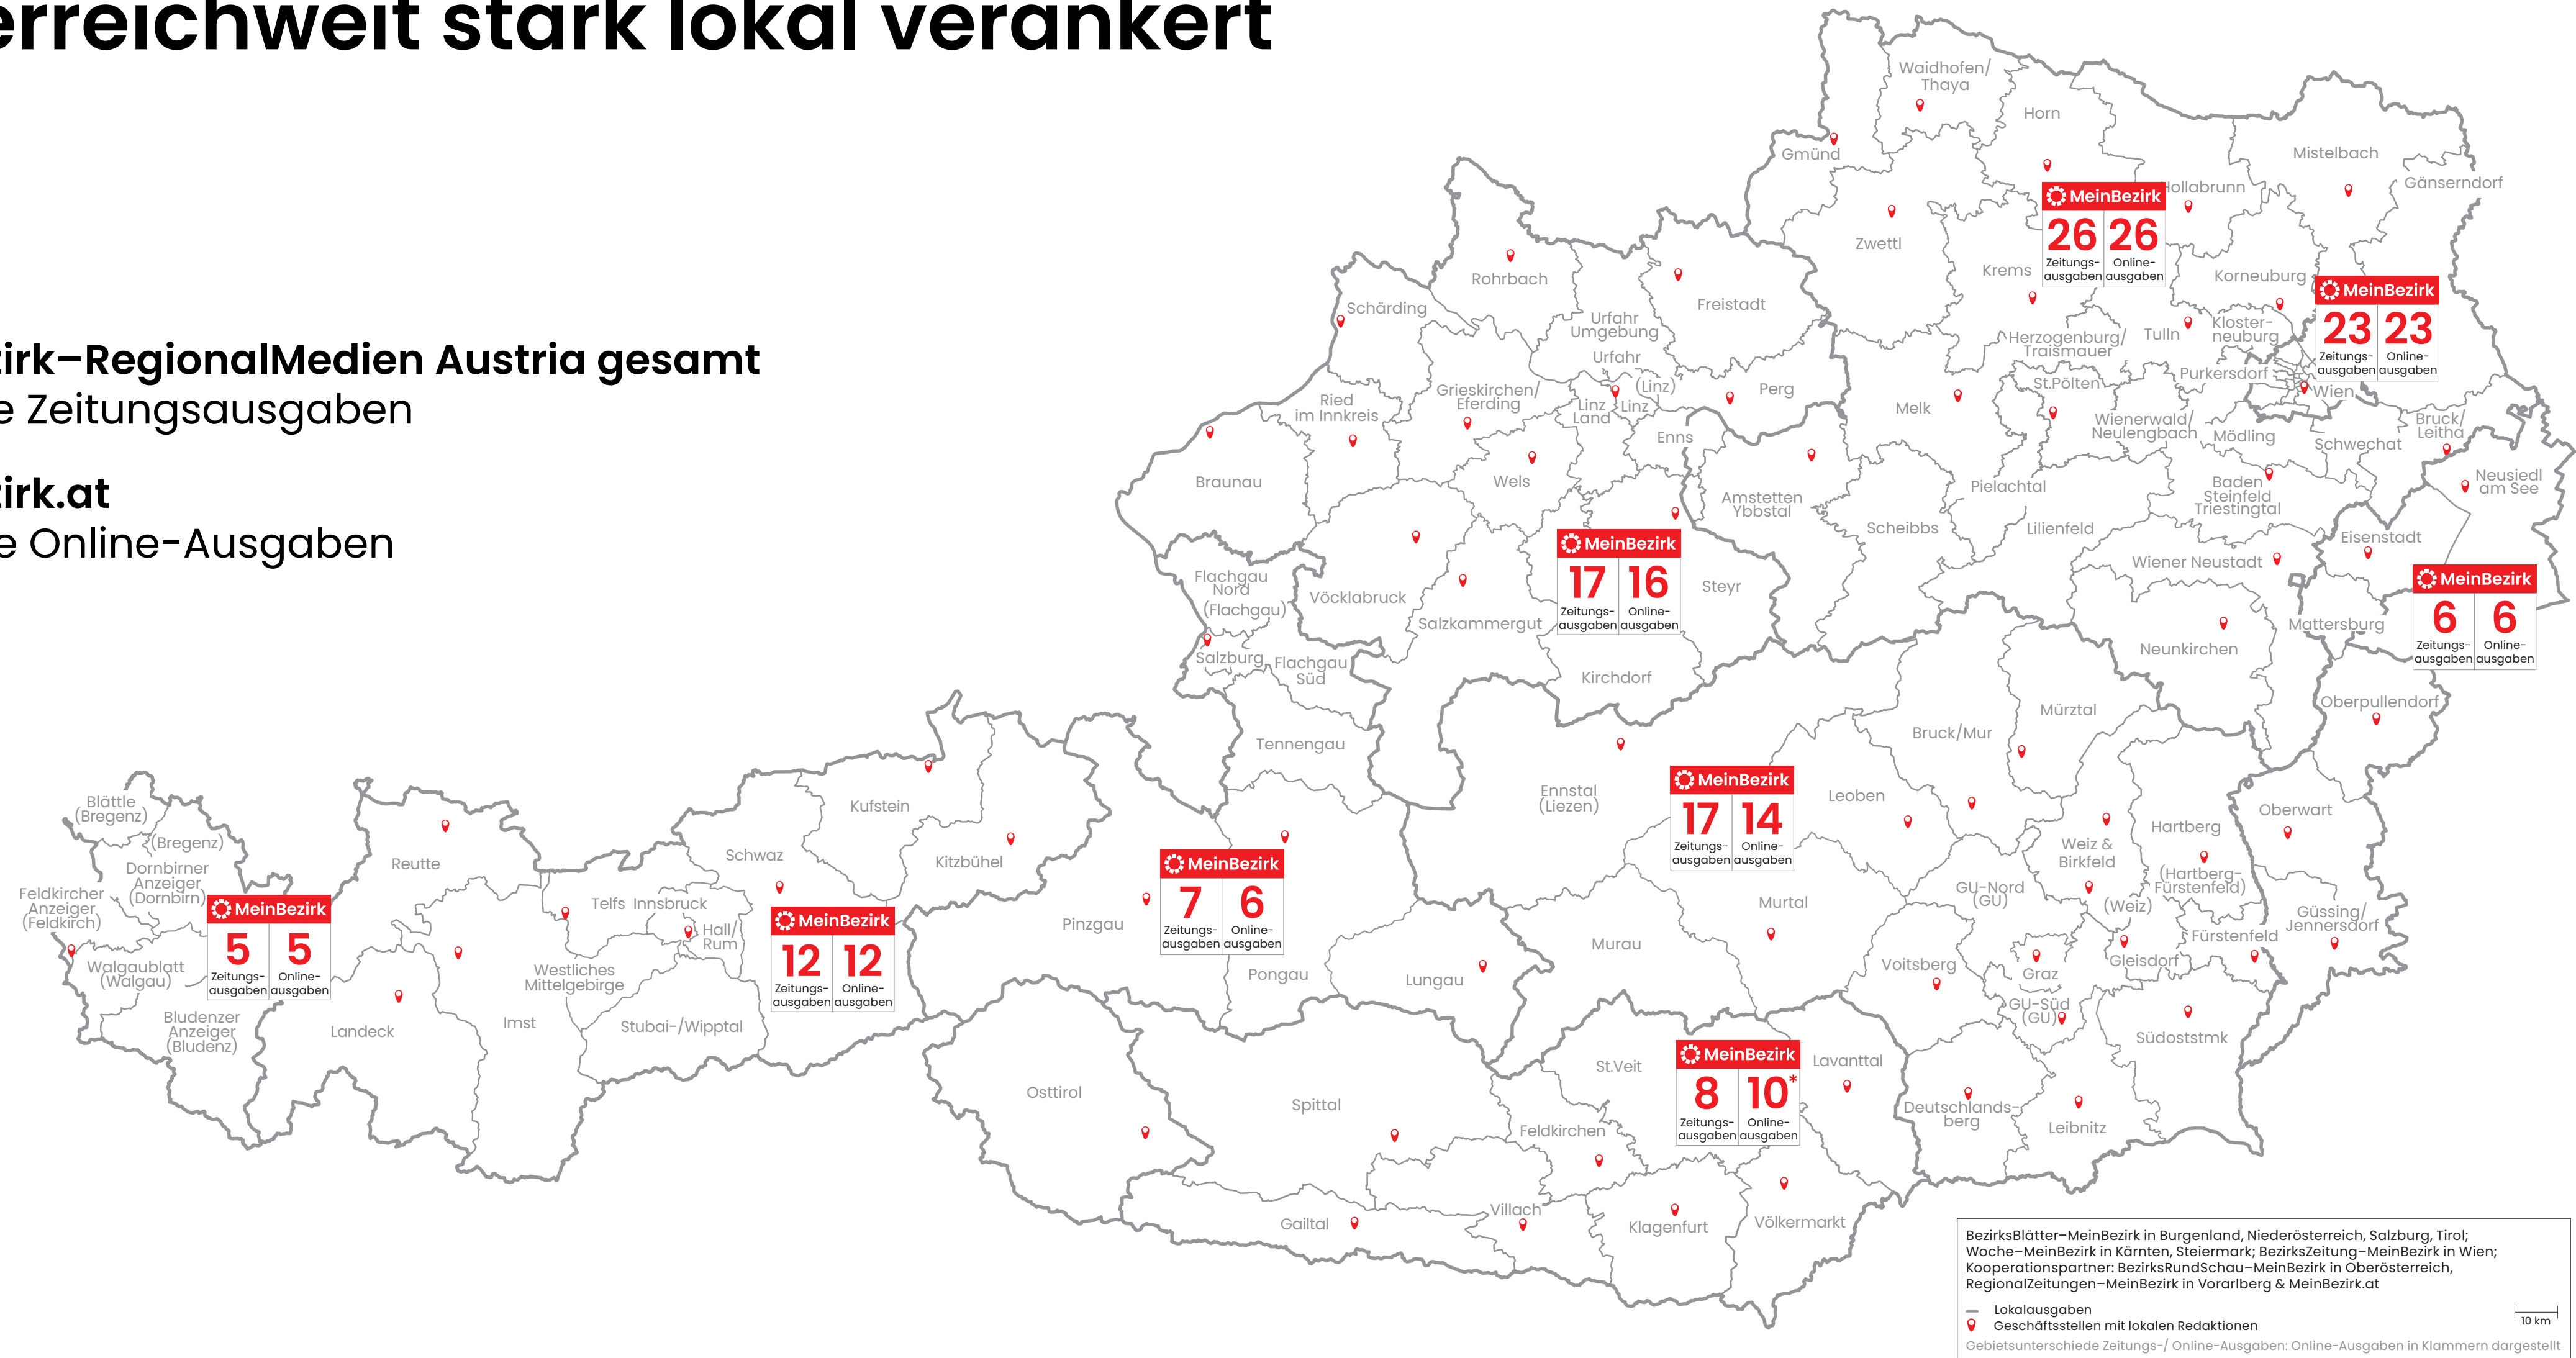 erreichweit stark lokal verankert
irk–RegionalMedien Austria gesamt
e Zeitungsausgaben
irk.at
e Online-Ausgaben
Waidhofen/
Thaya
Horn
Gmünd
Mistelbach
Gänserndorf
ollabrunn
MeinBezirk
26 26
Zeitungs-
ausgaben
Online-
ausgaben
Zwettl
Krems
Korneuburg
MeinBezirk
23 23
Zeitungs-
ausgaben
Online-
ausgaben
Rohrbach
Freistadt
Schärding
Urfahr
Umgebung
Urfahr
(Linz)
Linz
Linz
Land
Perg
Enns
Grieskirchen/
Eferding
Ried
im Innkreis
Braunau
Wels
Herzogenburg/
Traismauer
Tulln
Kloster-
neuburg
Purkersdorf
St.Pölten
Wien
Melk
Wienerwald/
Neulengbach
Mödling
Schwechat
Bruck/
Leitha
Neusiedl
am See
Pielachtal
Baden
Steinfeld
Triestingtal
Amstetten
Ybbstal
Scheibbs
Lilienfeld
Eisenstadt
Wiener Neustadt
MeinBezirk
17 16
Zeitungs-
ausgaben
Online-
ausgaben
Steyr
MeinBezirk
6 6
Zeitungs-
ausgaben
Online-
ausgaben
Mattersburg
Neunkirchen
Flachgau
Nord
(Flachgau)
Vöcklabruck
Salzkammergut
Salzburg
Flachgau
Süd
Kirchdorf
Oberpullendorf
Mürztal
Bruck/Mur
Tennengau
Ennstal
(Liezen)
MeinBezirk
17 14
Zeitungs-
ausgaben
Online-
ausgaben
Leoben
Oberwart
Hartberg
Weiz &
Birkfeld
(Hartberg-
Fürstenfeld)
GU-Nord
(GU)
(Weiz)
Güssing/
Jennersdorf
Fürstenfeld
Gleisdorf
Blättle
(Bregenz)
(Bregenz)
Dornbirner
Anzeiger
(Dornbirn)
Feldkircher
Anzeiger
(Feldkirch)
MeinBezirk
5 5
Zeitungs-
ausgaben
Online-
ausgaben
Walgaublatt
(Walgau)
Bludenzer
Anzeiger
(Bludenz)
Reutte
Kufstein
Kitzbühel
Schwaz
Telfs
Innsbruck
Hall/
Rum
MeinBezirk
12 12
Zeitungs-
ausgaben
Online-
ausgaben
Westliches
Mittelgebirge
Landeck
Imst
Stubai-/Wipptal
MeinBezirk
7 6
Zeitungs-
ausgaben
Online-
ausgaben
Pinzgau
Pongau
Lungau
Murtal
Murau
Voitsberg
Graz
GU-Süd
(GU)
Südoststmk
Osttirol
Spittal
St.Veit
MeinBezirk
8 10*
Zeitungs-
ausgaben
Online-
ausgaben
Lavanttal
Deutschlands-
berg
Leibnitz
Feldkirchen
Gailtal
Villach
Klagenfurt
Völkermarkt
BezirksBlätter–MeinBezirk in Burgenland, Niederösterreich, Salzburg, Tirol;
Woche–MeinBezirk in Kärnten, Steiermark; BezirksZeitung–MeinBezirk in Wien;
Kooperationspartner: BezirksRundSchau–MeinBezirk in Oberösterreich,
RegionalZeitungen–MeinBezirk in Vorarlberg & MeinBezirk.at
Lokalausgaben
Geschäftsstellen mit lokalen Redaktionen
10 km
Gebietsunterschiede Zeitungs-/ Online-Ausgaben: Online-Ausgaben in Klammern dargestellt